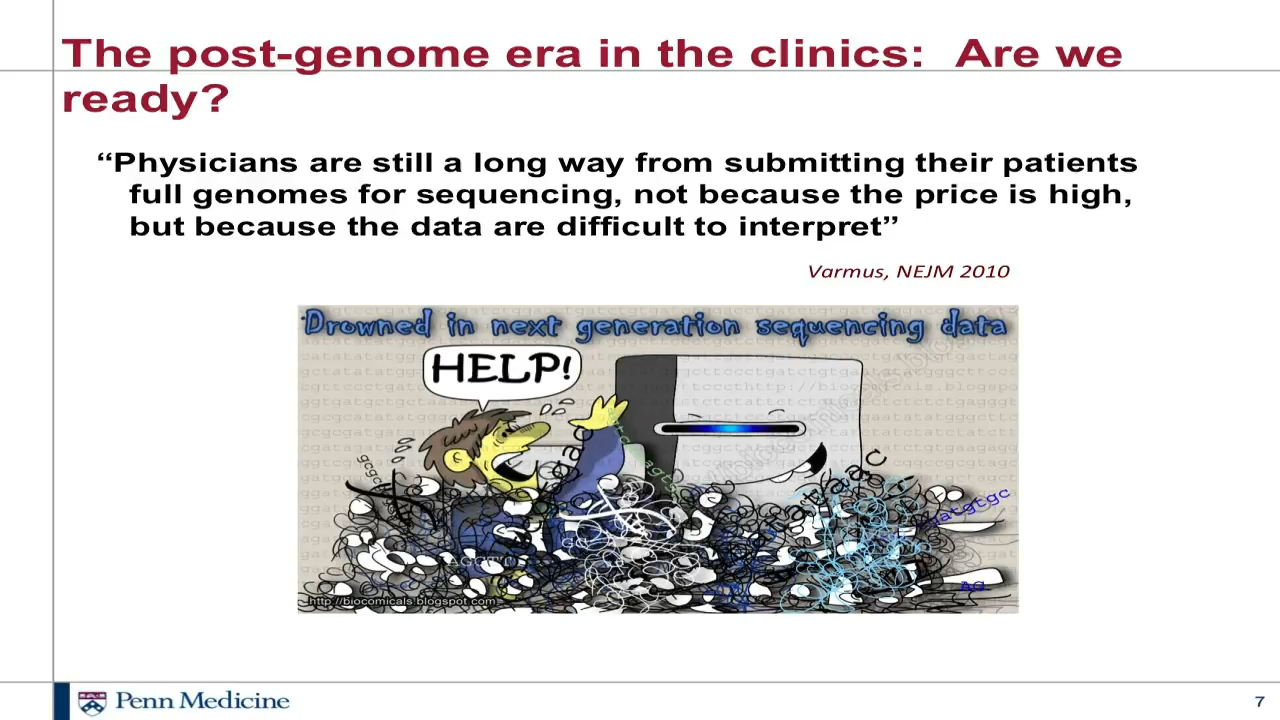 The post-genome era in the clinics:  Are we
ready?
“Physicians are still a long way from submitting their patients
full genomes for sequencing, not because the price is high,
but because the data are difficult to interpret”
Varmus, NEJM 2010
Drowned in next generation sequencing data
HELP!
gatgtgc
AG
http://biocomicals.blogspot.com
Penn Medicine
7